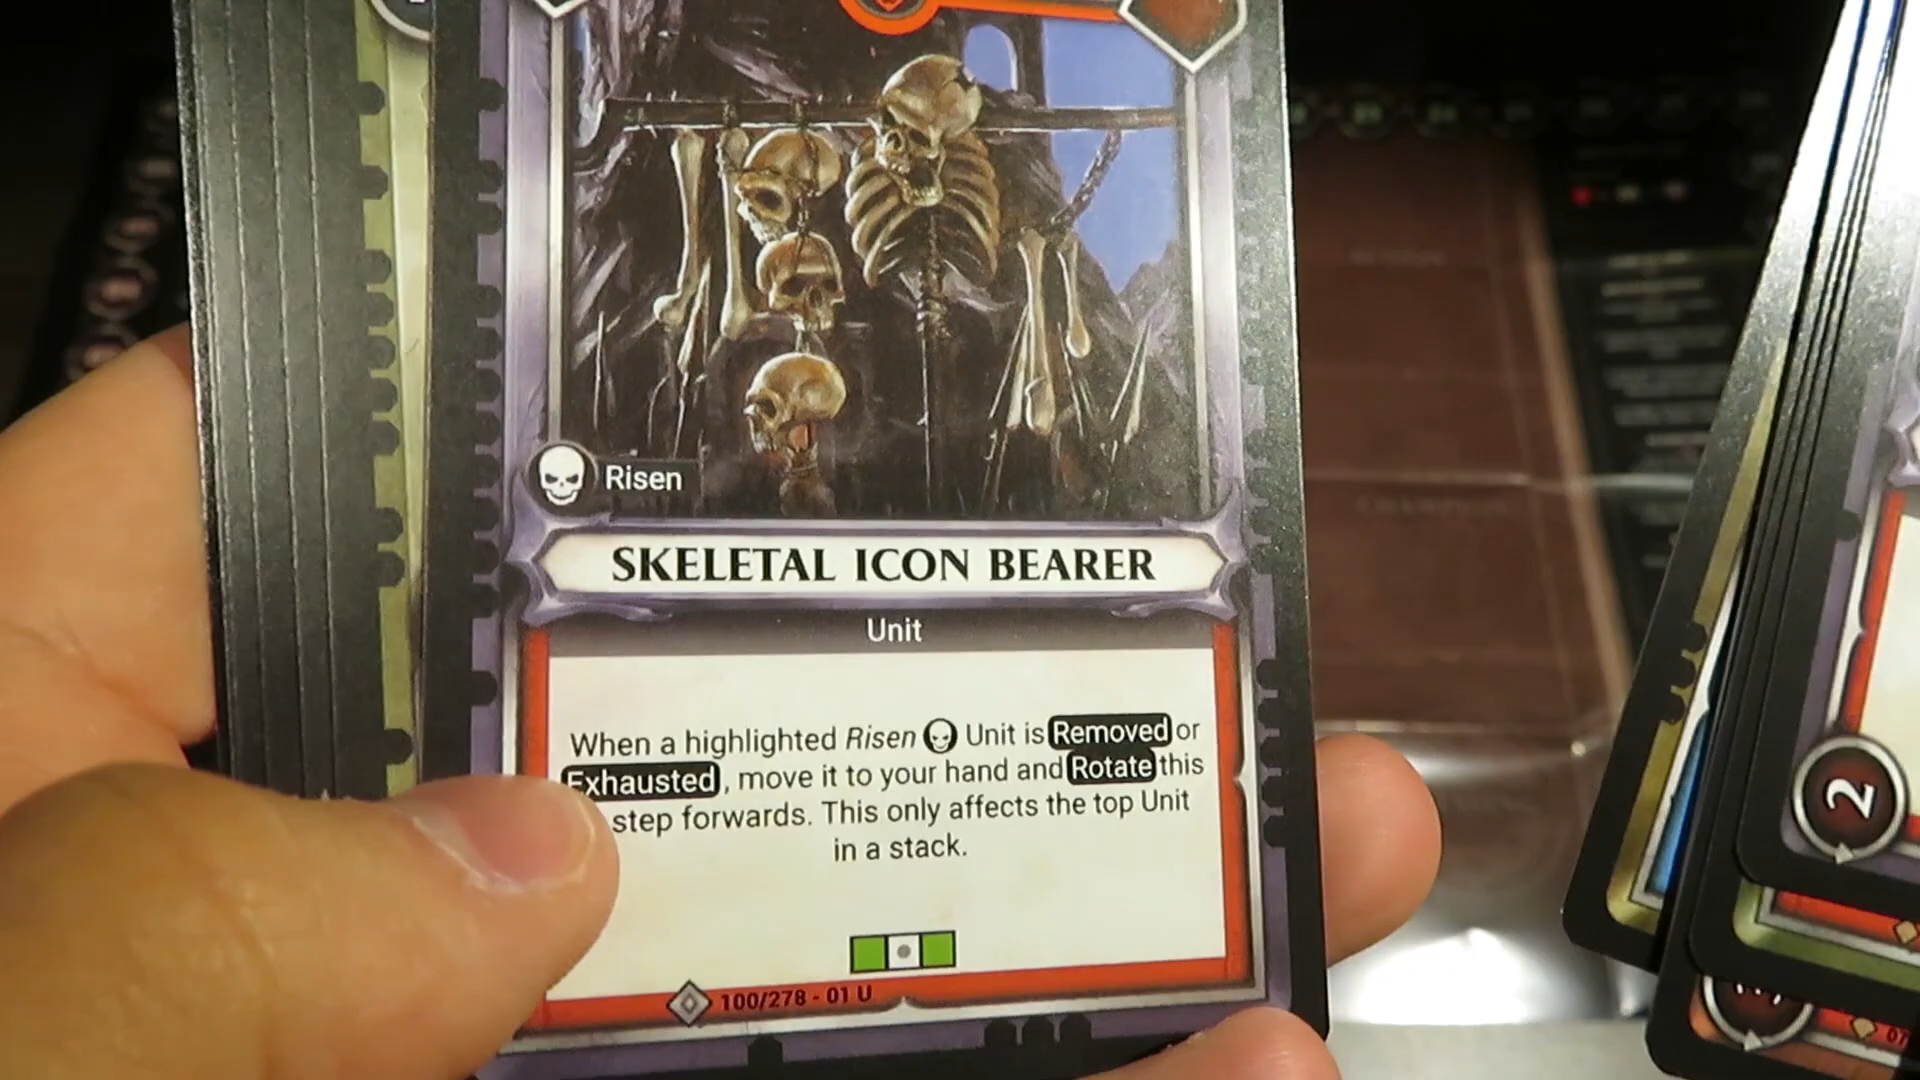 Risen
SKELETAL ICON BEARER
Unit
When a highlighted Risen Unit is Removed or
Exhausted, move it to your hand and Rotate this
step forwards. This only affects the top Unit
in a stack.
100/278 - 01 U
2